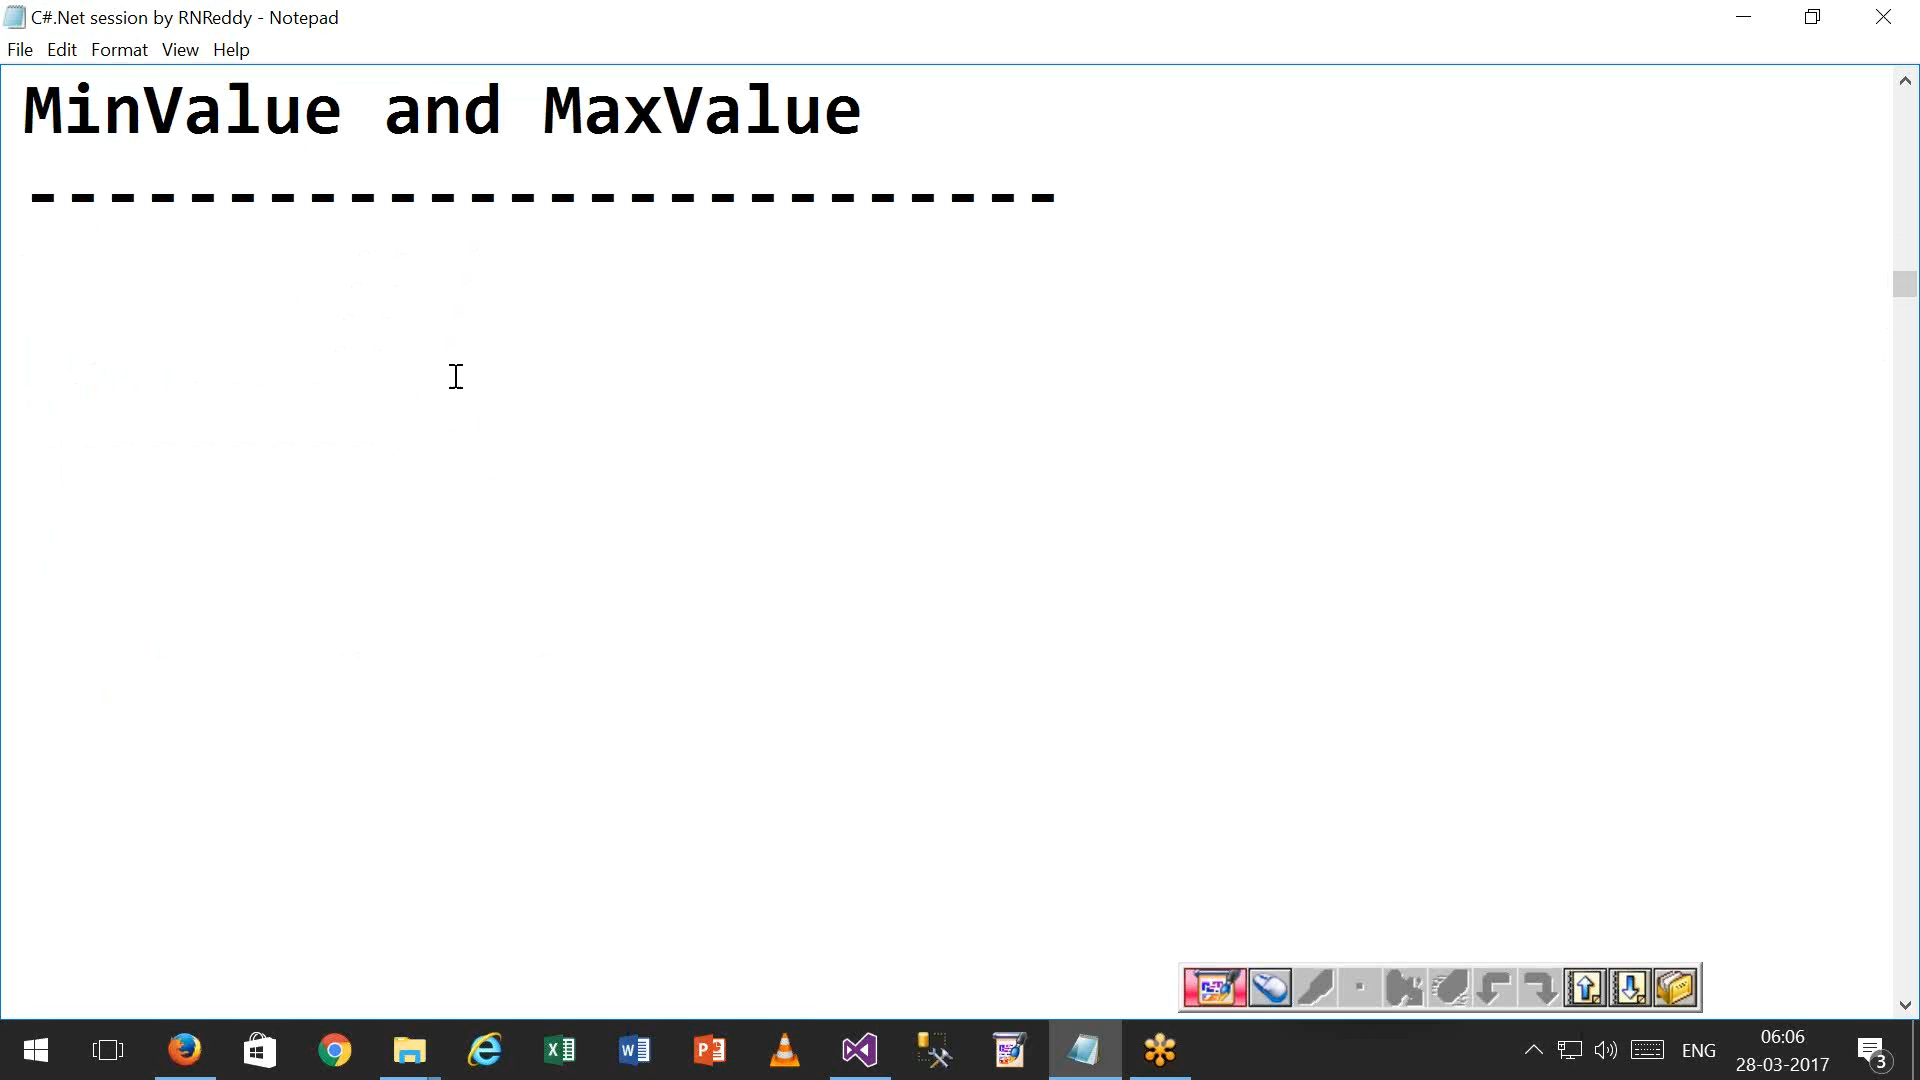 C#.Net session by RNReddy - Notepad
File Edit Format View Help
MinValue and MaxValue
--------------------------
ENG
06:06
28-03-2017
3